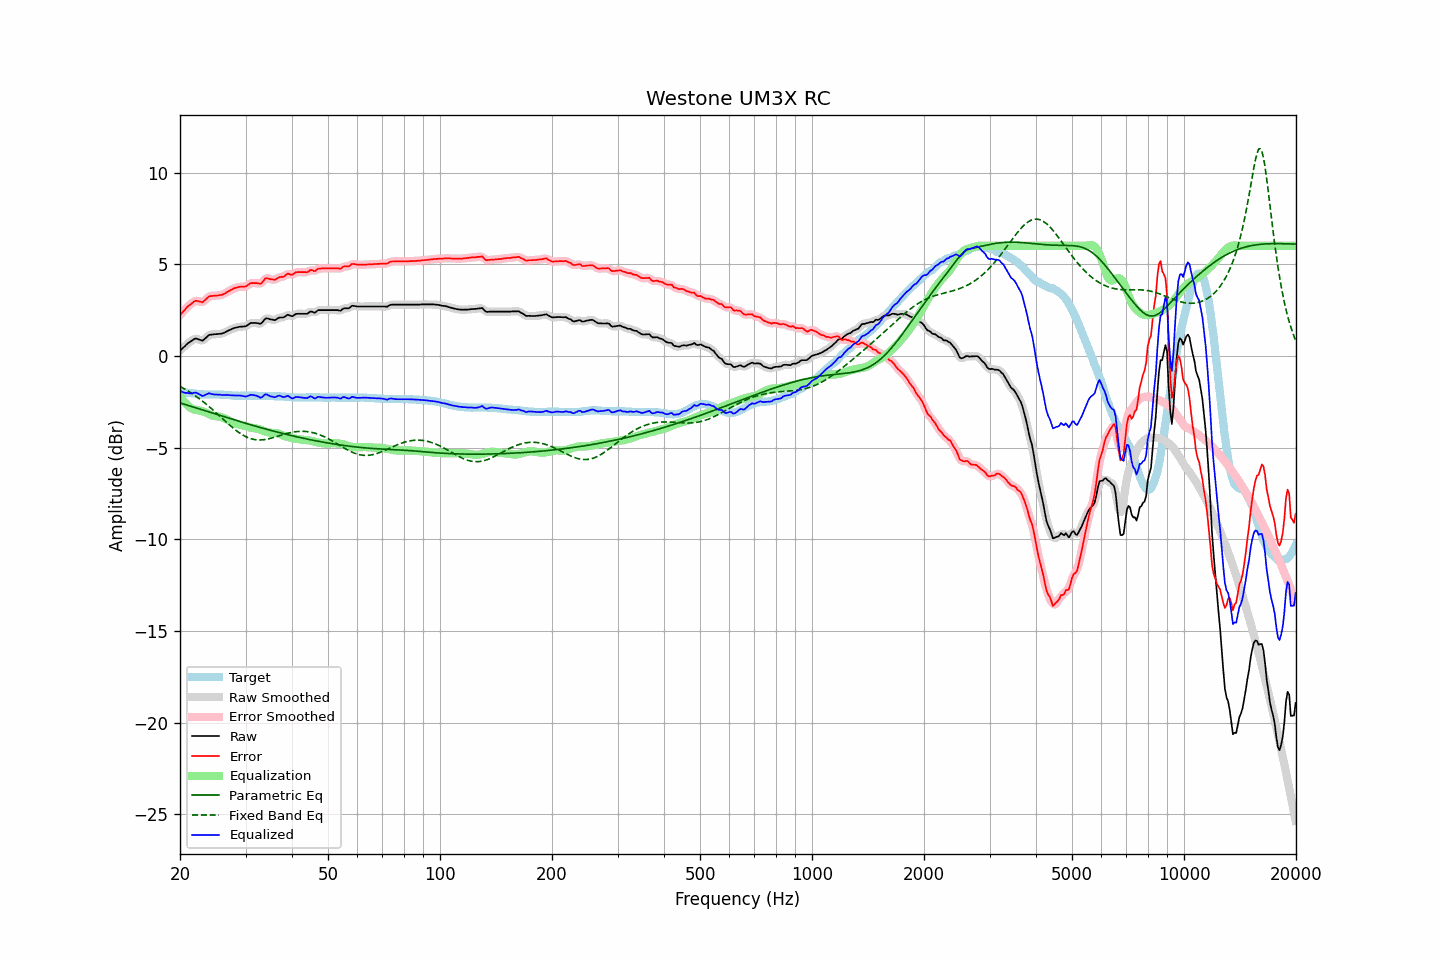 Westone UM3X RC
Amplitude (dBr)
10
5
0
−5
−10
−15
−20
−25
Target
Raw Smoothed
Error Smoothed
Raw
Error
Equalization
Parametric Eq
Fixed Band Eq
Equalized
20 50 100 200 500 1000 2000 5000 10000 20000
Frequency (Hz)